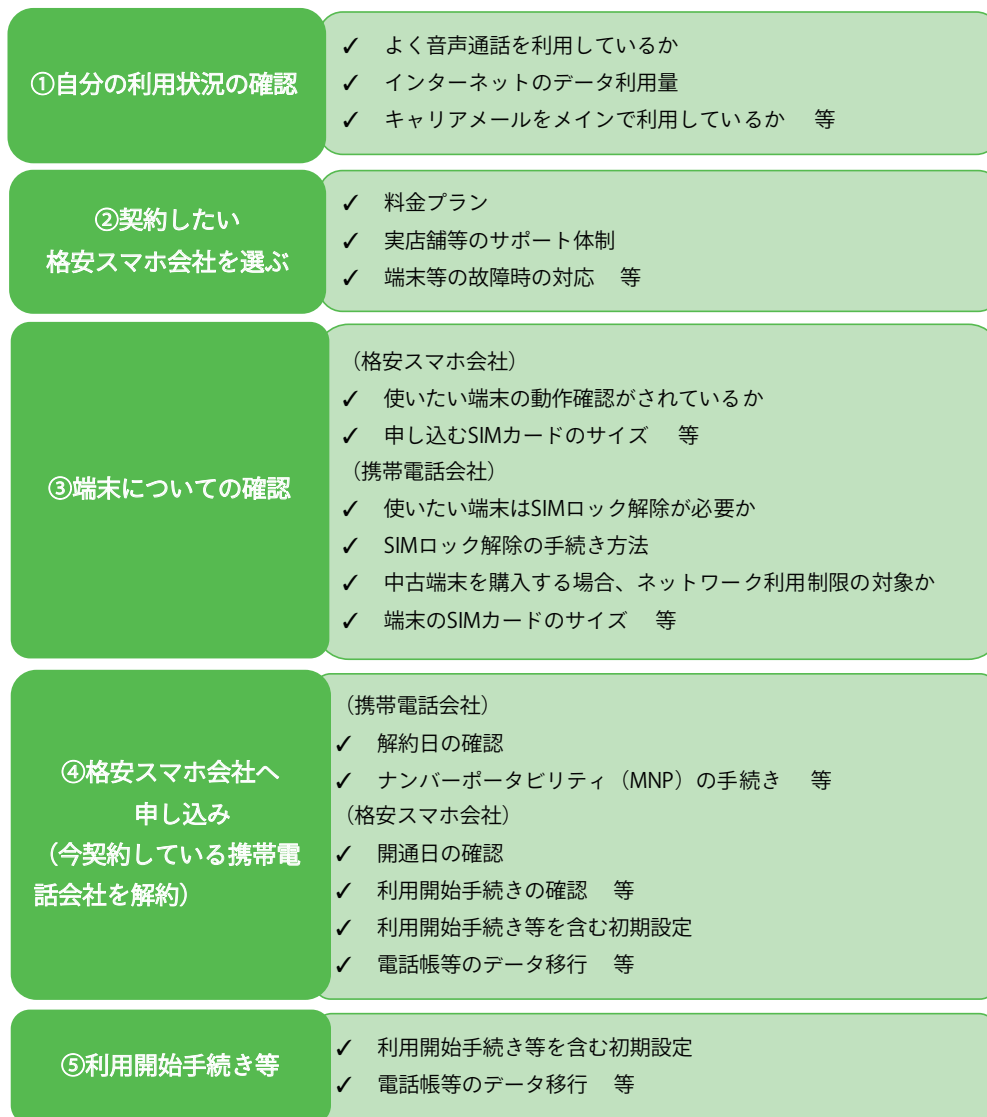 ①自分の利用状況の確認
✓ よく音声通話を利用しているか
✓ インターネットのデータ利用量
✓ キャリアメールをメインで利用しているか 等
②契約したい
格安スマホ会社を選ぶ
✓ 料金プラン
✓ 実店舗等のサポート体制
✓ 端末等の故障時の対応 等
③端末についての確認
（格安スマホ会社）
✓ 使いたい端末の動作確認がされているか
✓ 申し込むSIMカードのサイズ 等
（携帯電話会社）
✓ 使いたい端末はSIMロック解除が必要か
✓ SIMロック解除の手続き方法
✓ 中古端末を購入する場合、ネットワーク利用制限の対象か
✓ 端末のSIMカードのサイズ 等
④格安スマホ会社へ
申し込み
（今契約している携帯電
話会社を解約）
（携帯電話会社）
✓ 解約日の確認
✓ ナンバーポータビリティ（MNP）の手続き 等
（格安スマホ会社）
✓ 開通日の確認
✓ 利用開始手続きの確認 等
✓ 利用開始手続き等を含む初期設定
✓ 電話帳等のデータ移行 等
⑤利用開始手続き等
✓ 利用開始手続き等を含む初期設定
✓ 電話帳等のデータ移行 等